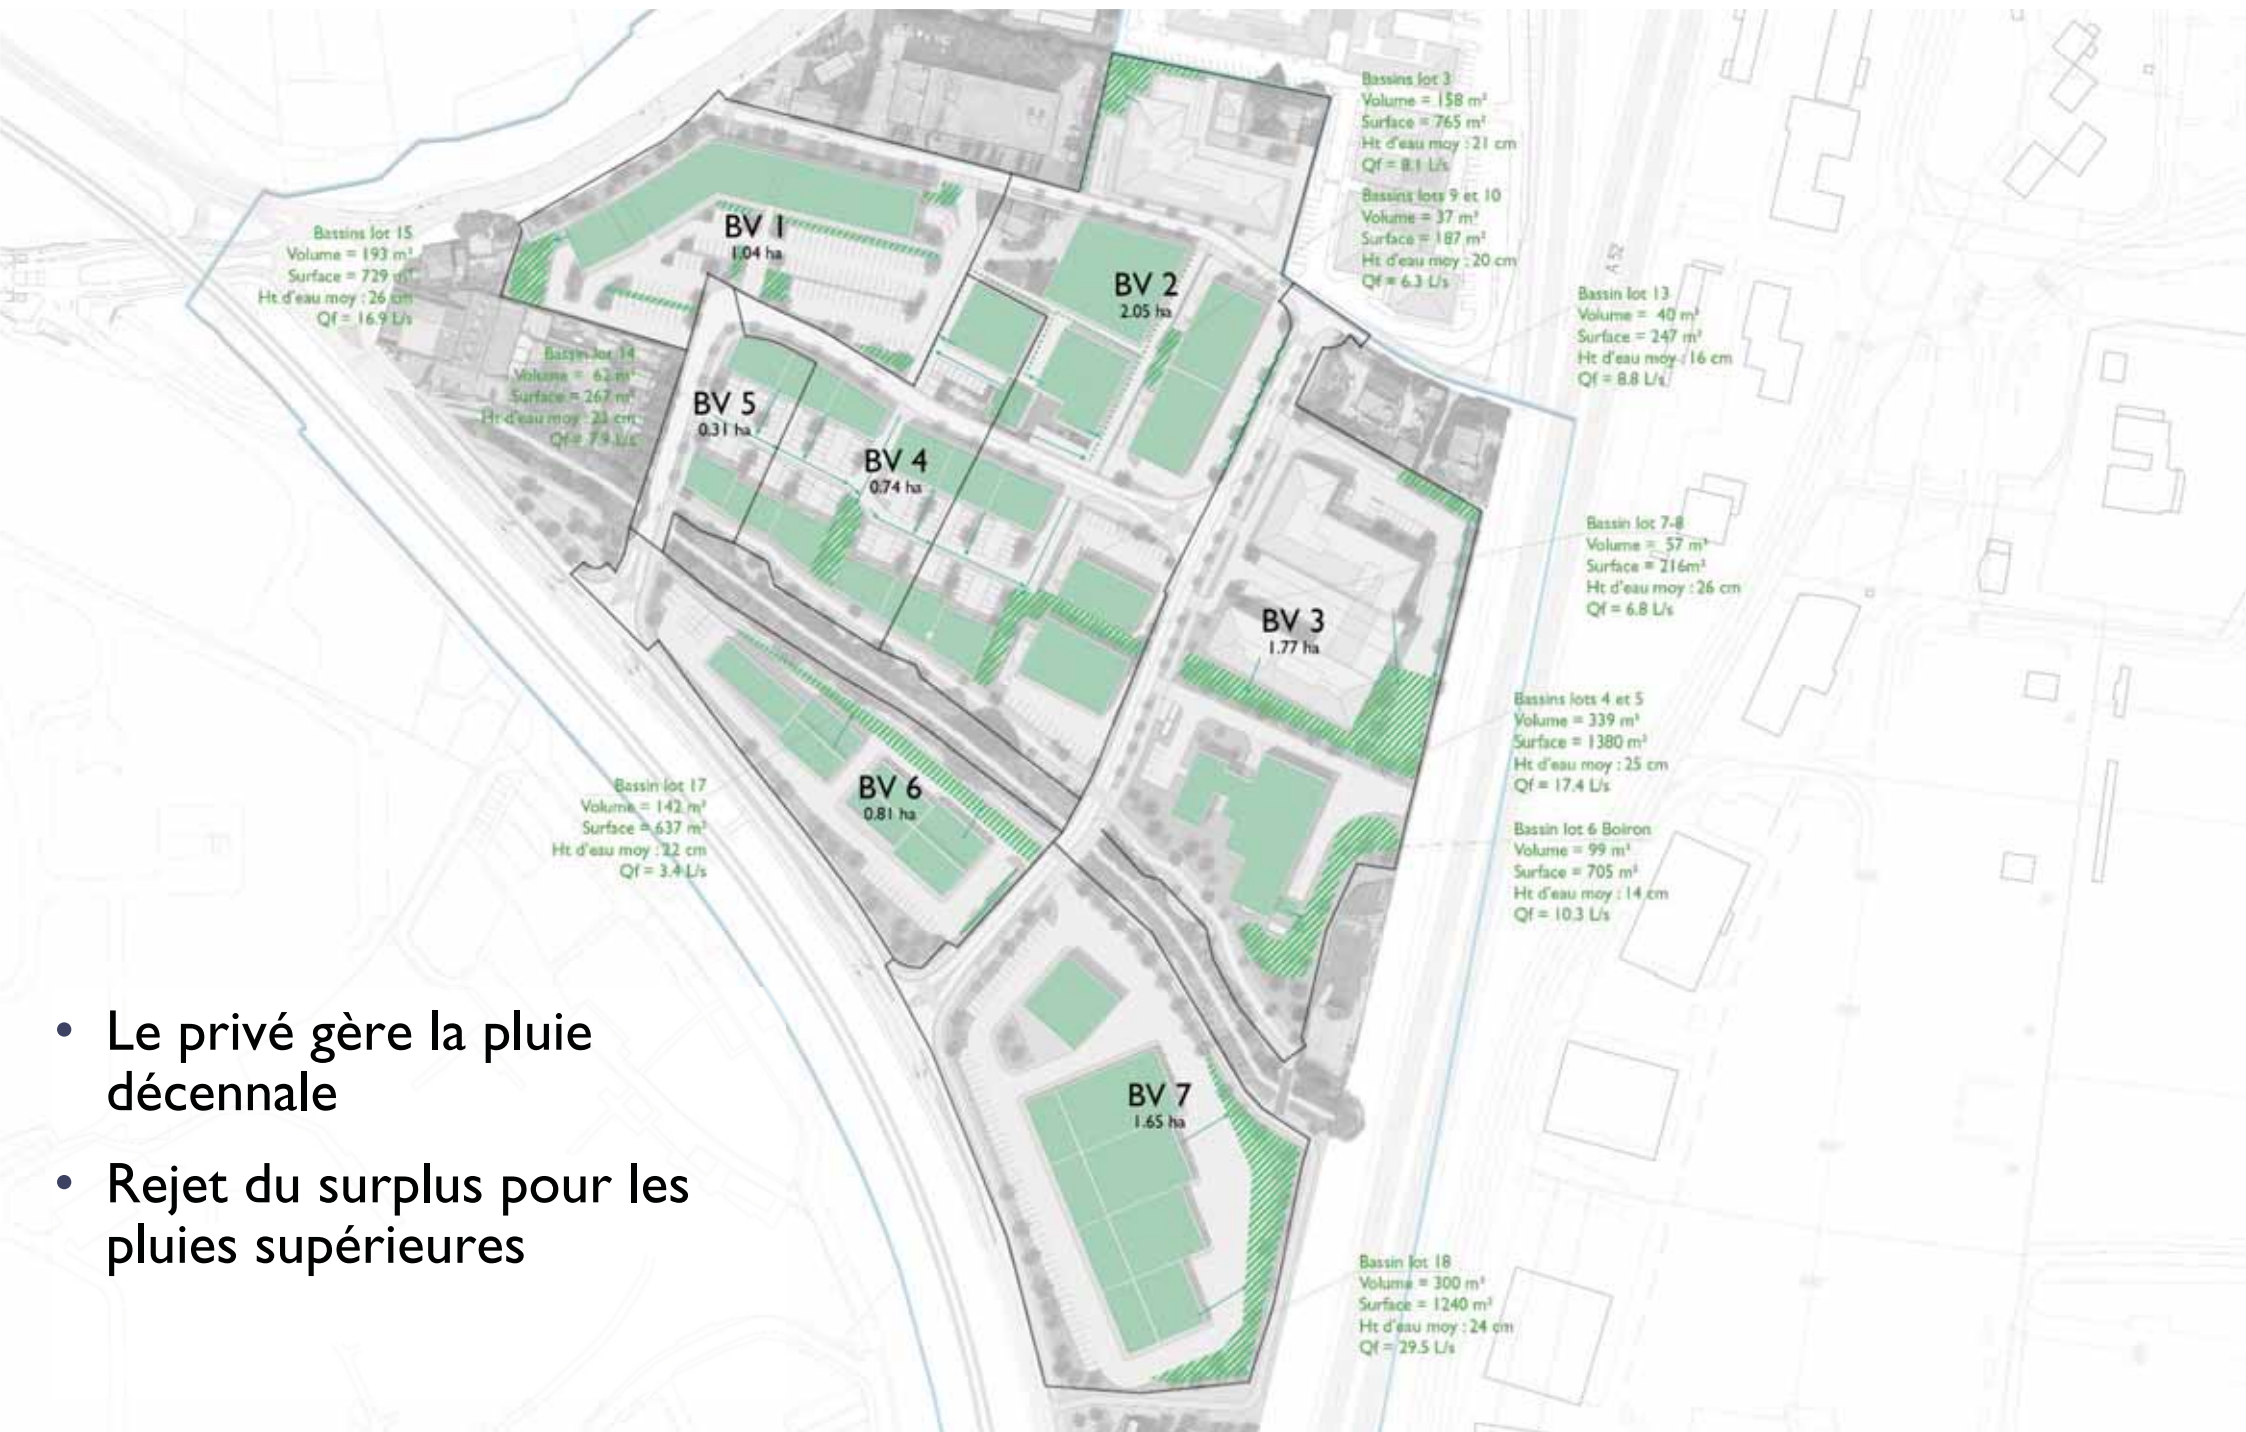 Bassins lot 3
Volume = 158 m³
Surface = 765 m²
Ht d'eau moy : 21 cm
Qf = 8.1 L/s
Bassins lots 9 et 10
Volume = 37 m³
Surface = 187 m²
Ht d'eau moy : 20 cm
Qf = 6.3 L/s
Bassins lot 15
Volume = 193 m³
Surface = 729 m²
Ht d'eau moy : 26 cm
Qf = 16.9 L/s
BV 1
1.04 ha
BV 2
2.05 ha
A 52
Bassin lot 13
Volume = 40 m³
Surface = 247 m²
Ht d'eau moy : 16 cm
Qf = 8.8 L/s
Bassin lot 14
Volume = 62 m³
Surface = 267 m²
Ht d'eau moy : 23 cm
Qf = 7.9 L/s
BV 5
0.31 ha
BV 4
0.74 ha
Bassin lot 7-8
Volume = 57 m³
Surface = 216m²
Ht d'eau moy : 26 cm
Qf = 6.8 L/s
BV 3
1.77 ha
Bassins lots 4 et 5
Volume = 339 m³
Surface = 1380 m²
Ht d'eau moy : 25 cm
Qf = 17.4 L/s
Bassin lot 17
Volume = 142 m³
Surface = 637 m²
Ht d'eau moy : 22 cm
Qf = 3.4 L/s
BV 6
0.81 ha
Bassin lot 6 Boiron
Volume = 99 m³
Surface = 705 m²
Ht d'eau moy : 14 cm
Qf = 10.3 L/s
• Le privé gère la pluie
décennale
• Rejet du surplus pour les
pluies supérieures
BV 7
1.65 ha
Bassin lot 18
Volume = 300 m³
Surface = 1240 m²
Ht d'eau moy : 24 cm
Qf = 29.5 L/s